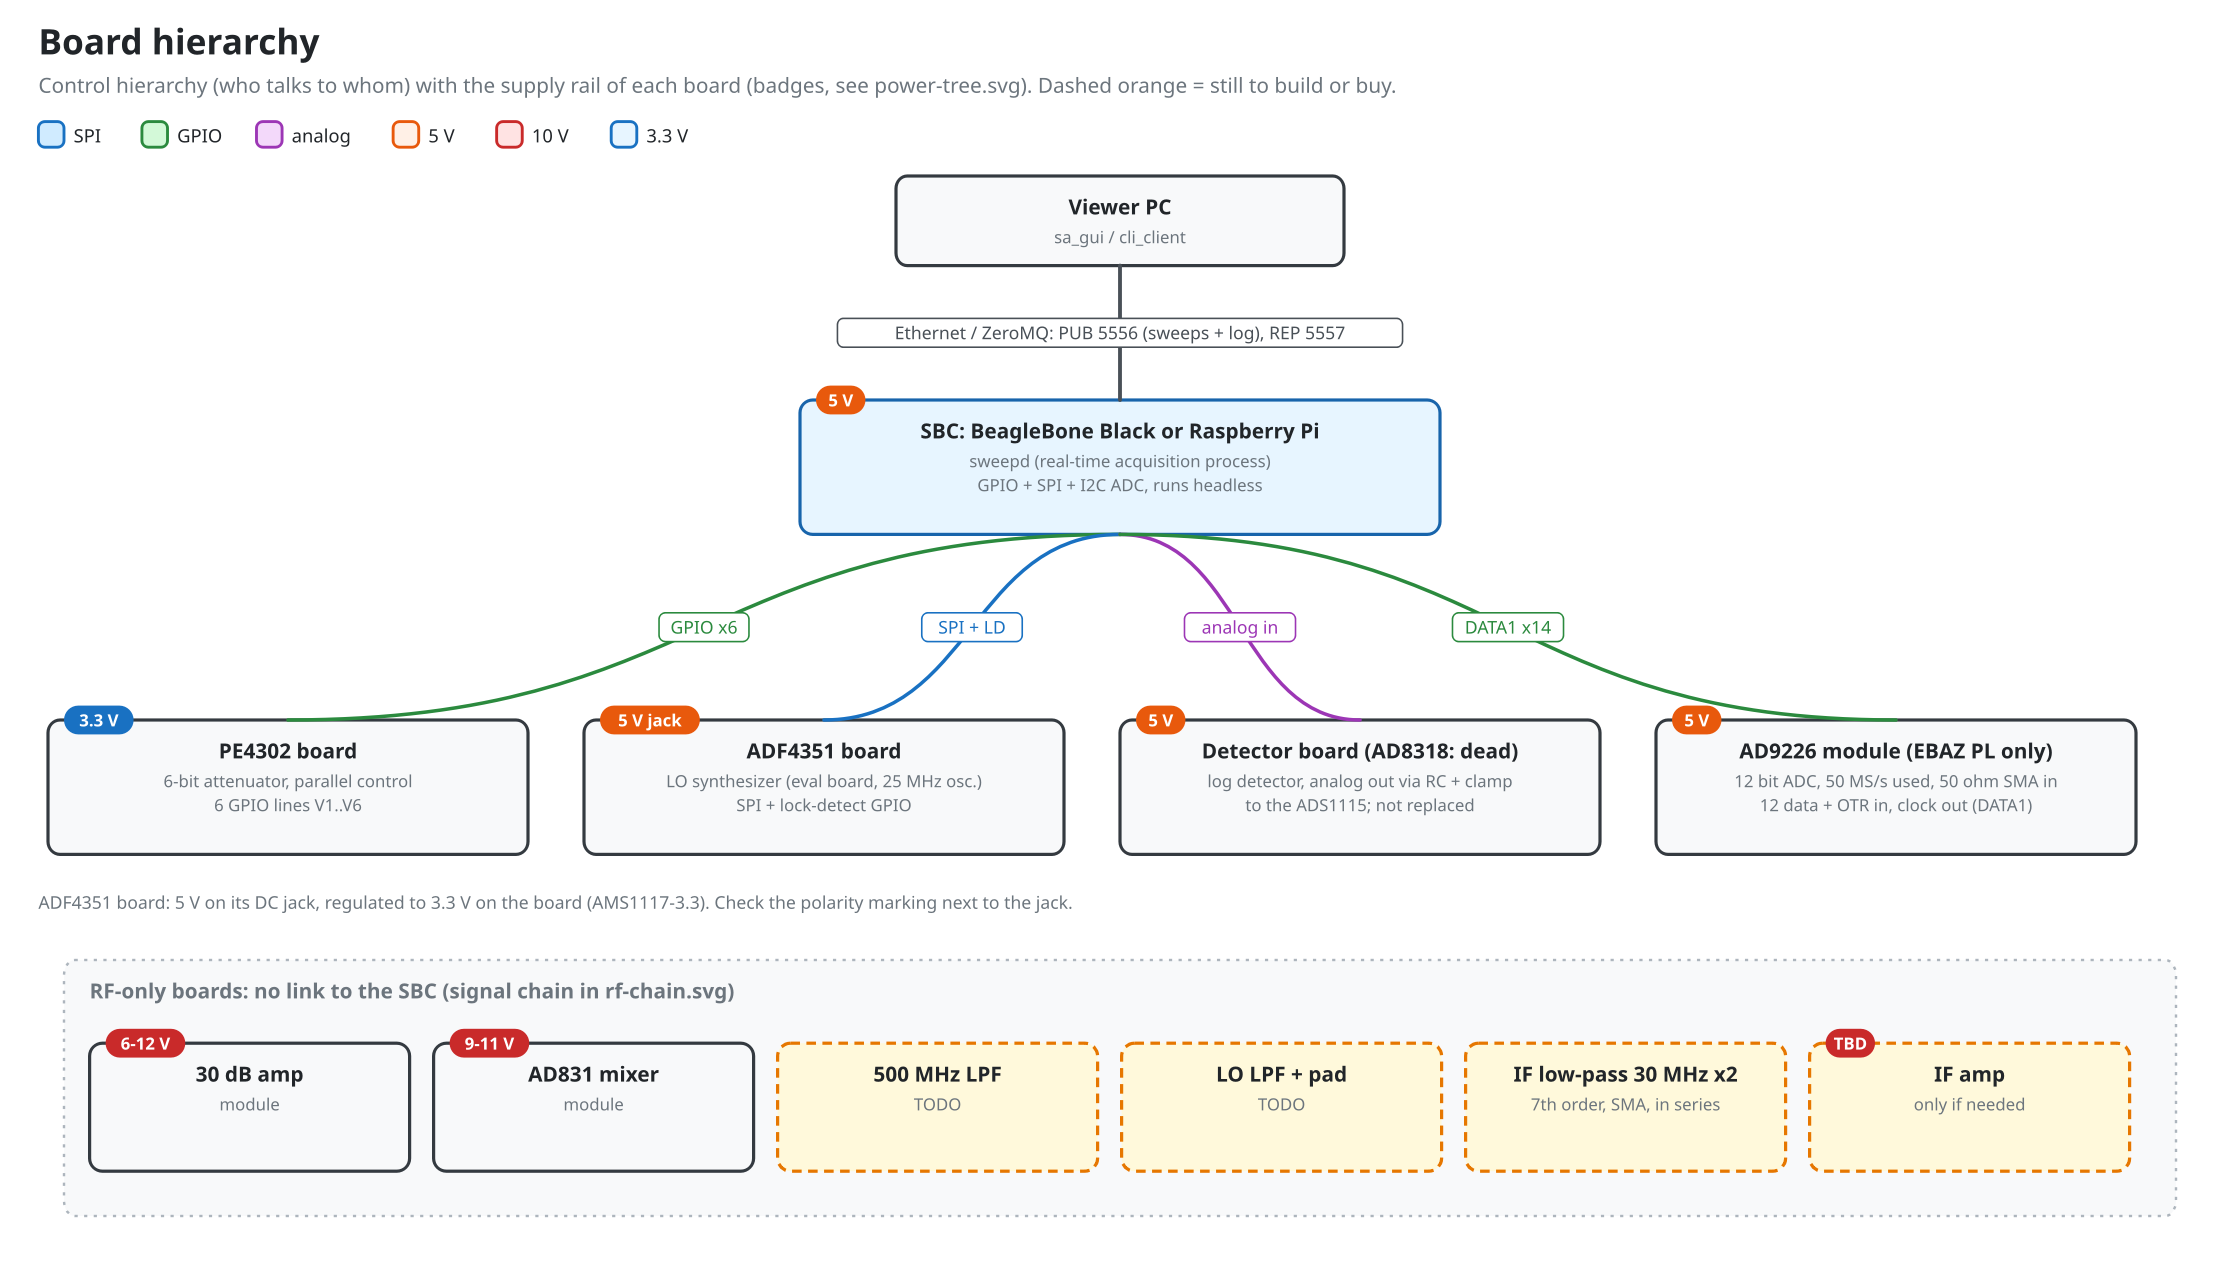 Board hierarchy
Control hierarchy (who talks to whom) with the supply rail of each board (badges, see power-tree.svg). Dashed orange = still to build or buy.
SPI GPIO analog 5 V 10 V 3.3 V
Viewer PC
sa_gui / cli_client
Ethernet / ZeroMQ: PUB 5556 (sweeps + log), REP 5557
5 V
SBC: BeagleBone Black or Raspberry Pi
sweepd (real-time acquisition process)
GPIO + SPI + I2C ADC, runs headless
GPIO x6
SPI + LD
analog in
DATA1 x14
3.3 V
PE4302 board
6-bit attenuator, parallel control
6 GPIO lines V1..V6
5 V jack
ADF4351 board
LO synthesizer (eval board, 25 MHz osc.)
SPI + lock-detect GPIO
5 V
Detector board (AD8318: dead)
log detector, analog out via RC + clamp
to the ADS1115; not replaced
5 V
AD9226 module (EBAZ PL only)
12 bit ADC, 50 MS/s used, 50 ohm SMA in
12 data + OTR in, clock out (DATA1)
ADF4351 board: 5 V on its DC jack, regulated to 3.3 V on the board (AMS1117-3.3). Check the polarity marking next to the jack.
RF-only boards: no link to the SBC (signal chain in rf-chain.svg)
6-12 V
30 dB amp
module
9-11 V
AD831 mixer
module
500 MHz LPF
TODO
LO LPF + pad
TODO
IF low-pass 30 MHz x2
7th order, SMA, in series
TBD
IF amp
only if needed